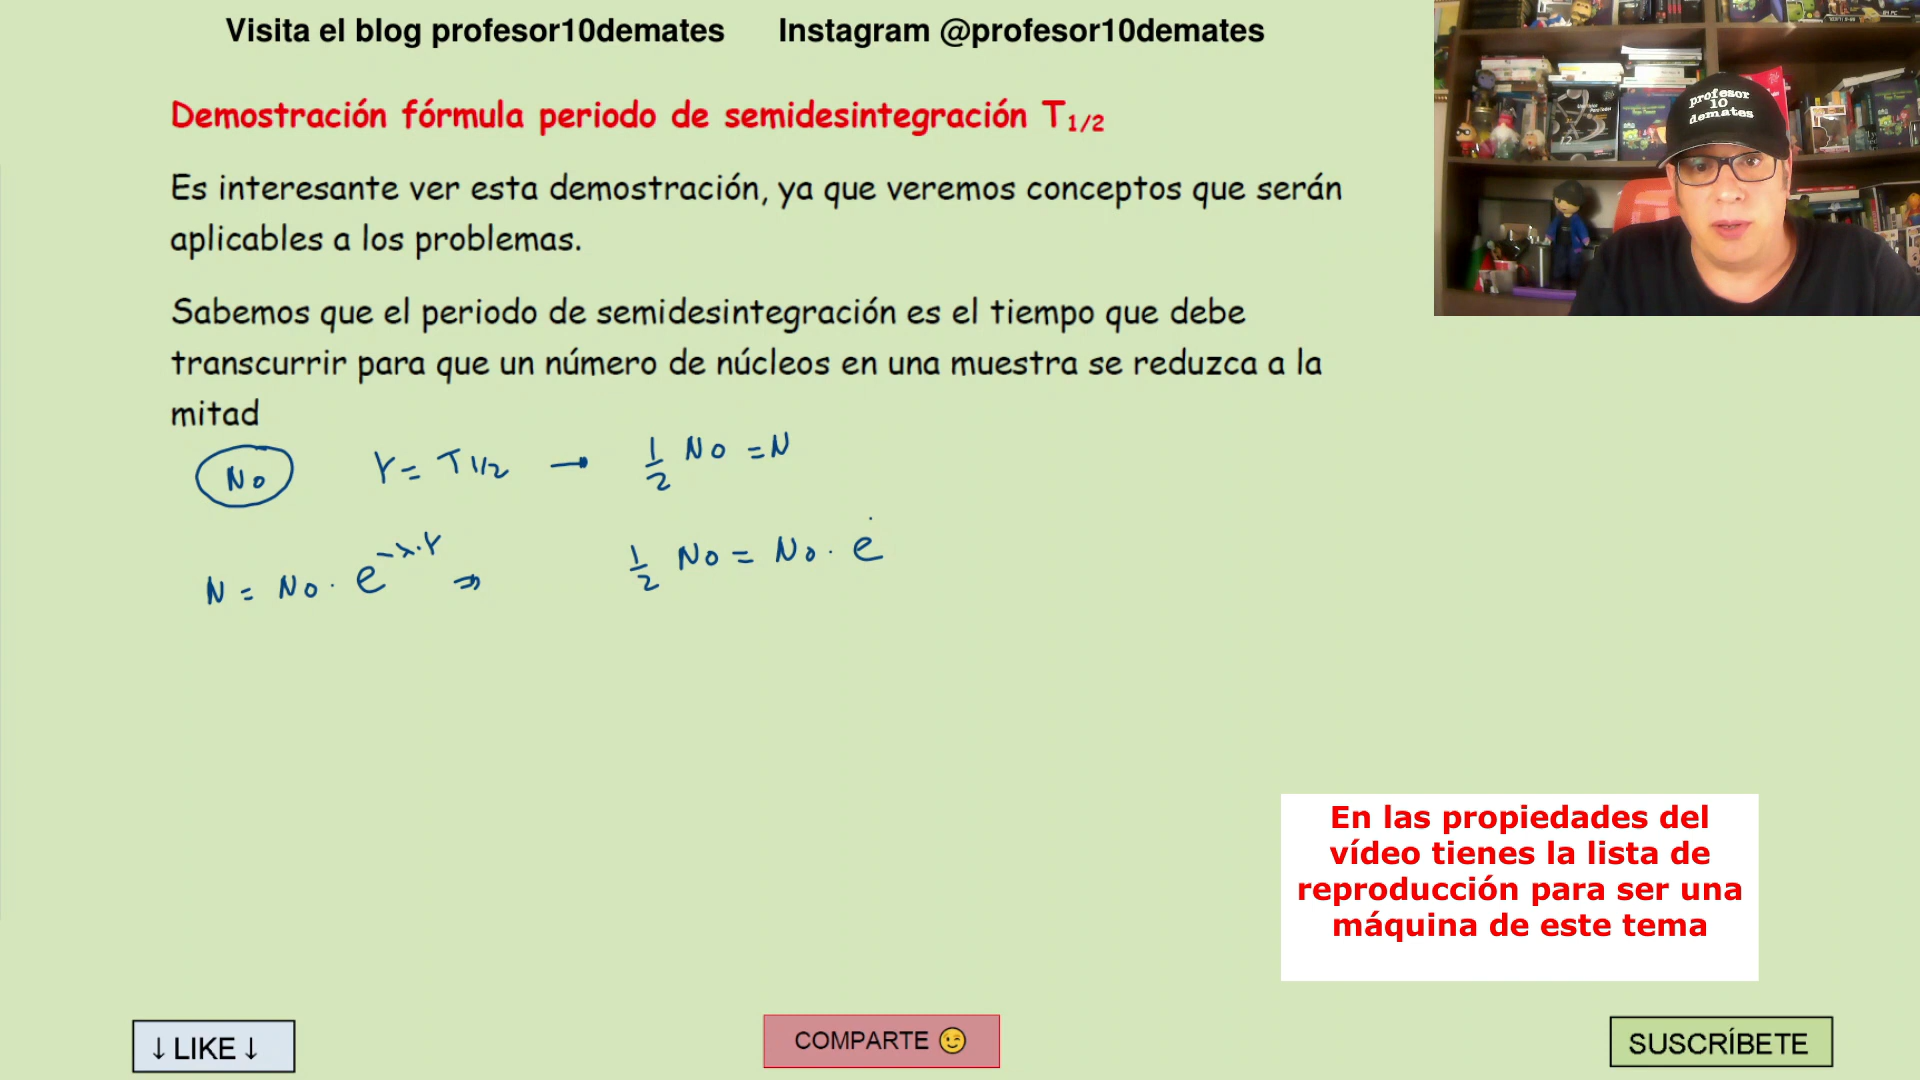 Visita el blog profesor10demates Instagram @profesor10demates
profesor
10
demates
Demostración fórmula periodo de semidesintegración T1/2
Es interesante ver esta demostración, ya que veremos conceptos que serán
aplicables a los problemas.
Sabemos que el periodo de semidesintegración es el tiempo que debe
transcurrir para que un número de núcleos en una muestra se reduzca a la
mitad
No t = T 1/2 → 1/2 No = N
N = No · e^-λ·t ⇒ 1/2 No = No · e
En las propiedades del
vídeo tienes la lista de
reproducción para ser una
máquina de este tema
↓ LIKE ↓
COMPARTE 😉
SUSCRÍBETE